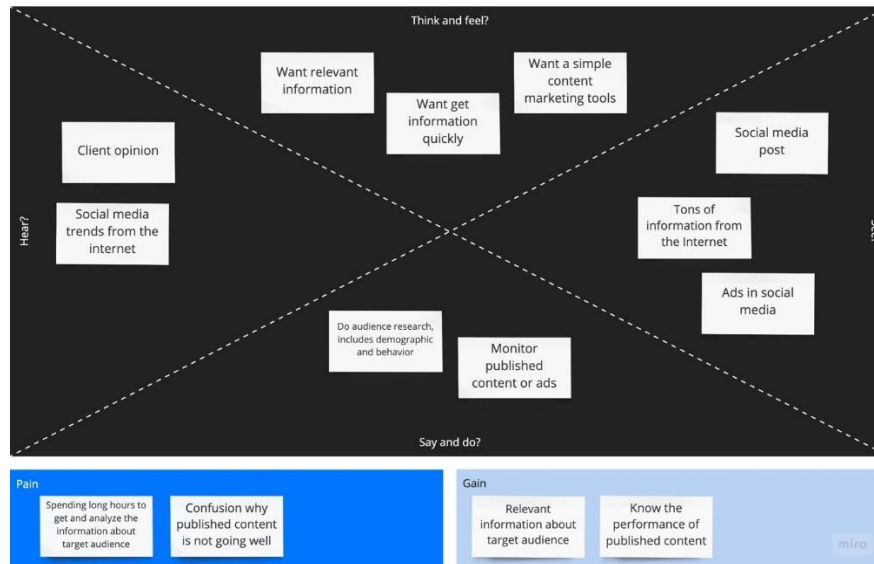 Think and feel?
Want relevant
information
Want get
information
quickly
Want a simple
content
marketing tools
Client opinion
Social media
trends from the
internet
Hear?
Social media
post
Tons of
information from
the Internet
Ads in social
media
See?
Do audience research,
includes demographic
and behavior
Monitor
published
content or ads
Say and do?
Pain
Spending long hours to
get and analyze the
information about
target audience
Confusion why
published content
is not going well
Gain
Relevant
information about
target audience
Know the
performance of
published content
miro